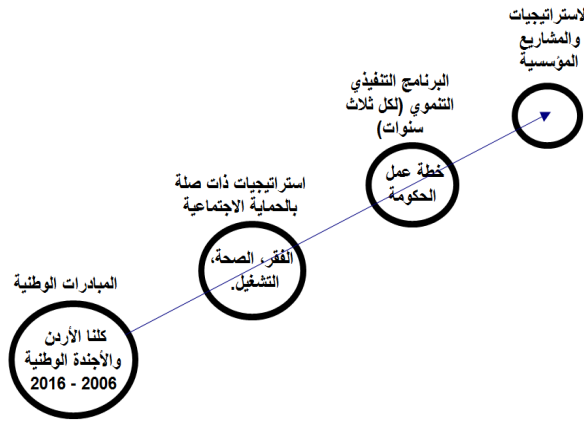 لاستراتيجيات
والمشاريع
المؤسسية
البرنامج التنفيذي
التنموي (لكل ثلاث
سنوات)
خطة عمل
الحكومة
استراتيجيات ذات صلة
بالحماية الاجتماعية
الفقر، الصحة،
التشغيل.
المبادرات الوطنية
كلنا الأردن
والأجندة الوطنية
2006 - 2016